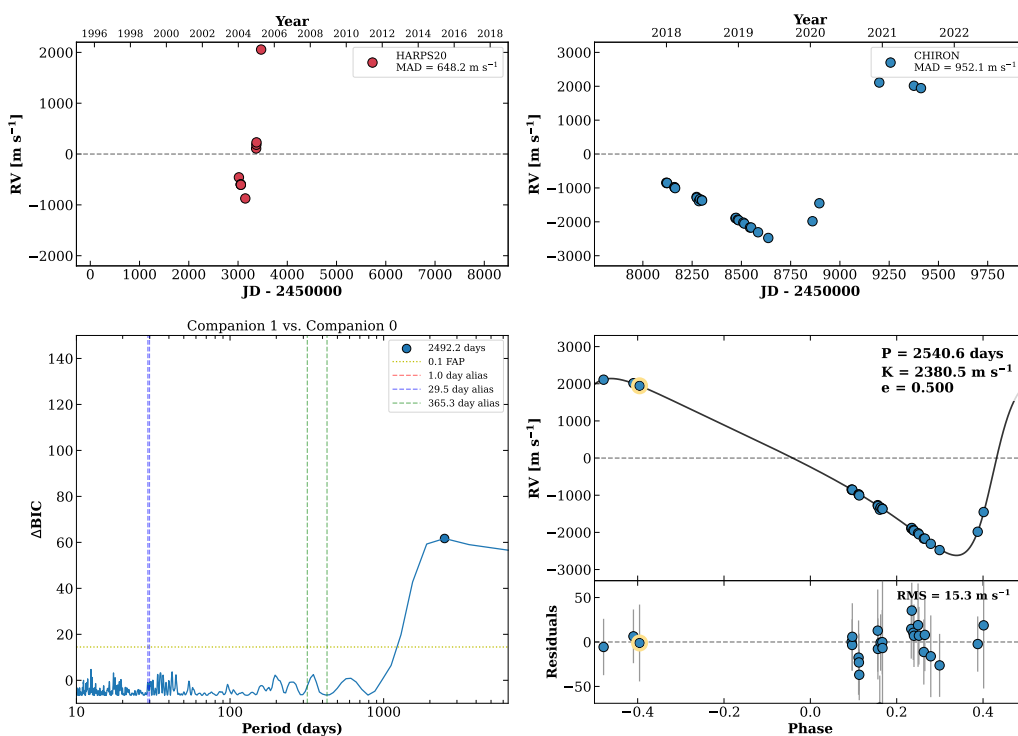 Year
1996 1998 2000 2002 2004 2006 2008 2010 2012 2014 2016 2018
HARPS20
MAD = 648.2 m s⁻¹
2000
1000
0
−1000
−2000
RV [m s⁻¹]
0 1000 2000 3000 4000 5000 6000 7000 8000
JD - 2450000
Year
2018 2019 2020 2021 2022
CHIRON
MAD = 952.1 m s⁻¹
3000
2000
1000
0
−1000
−2000
−3000
RV [m s⁻¹]
8000 8250 8500 8750 9000 9250 9500 9750
JD - 2450000
Companion 1 vs. Companion 0
2492.2 days
0.1 FAP
1.0 day alias
29.5 day alias
365.3 day alias
140
120
100
80
60
40
20
0
ΔBIC
10 100 1000
Period (days)
P = 2540.6 days
K = 2380.5 m s⁻¹
e = 0.500
3000
2000
1000
0
−1000
−2000
−3000
RV [m s⁻¹]
RMS = 15.3 m s⁻¹
50
0
−50
Residuals
−0.4 −0.2 0.0 0.2 0.4
Phase